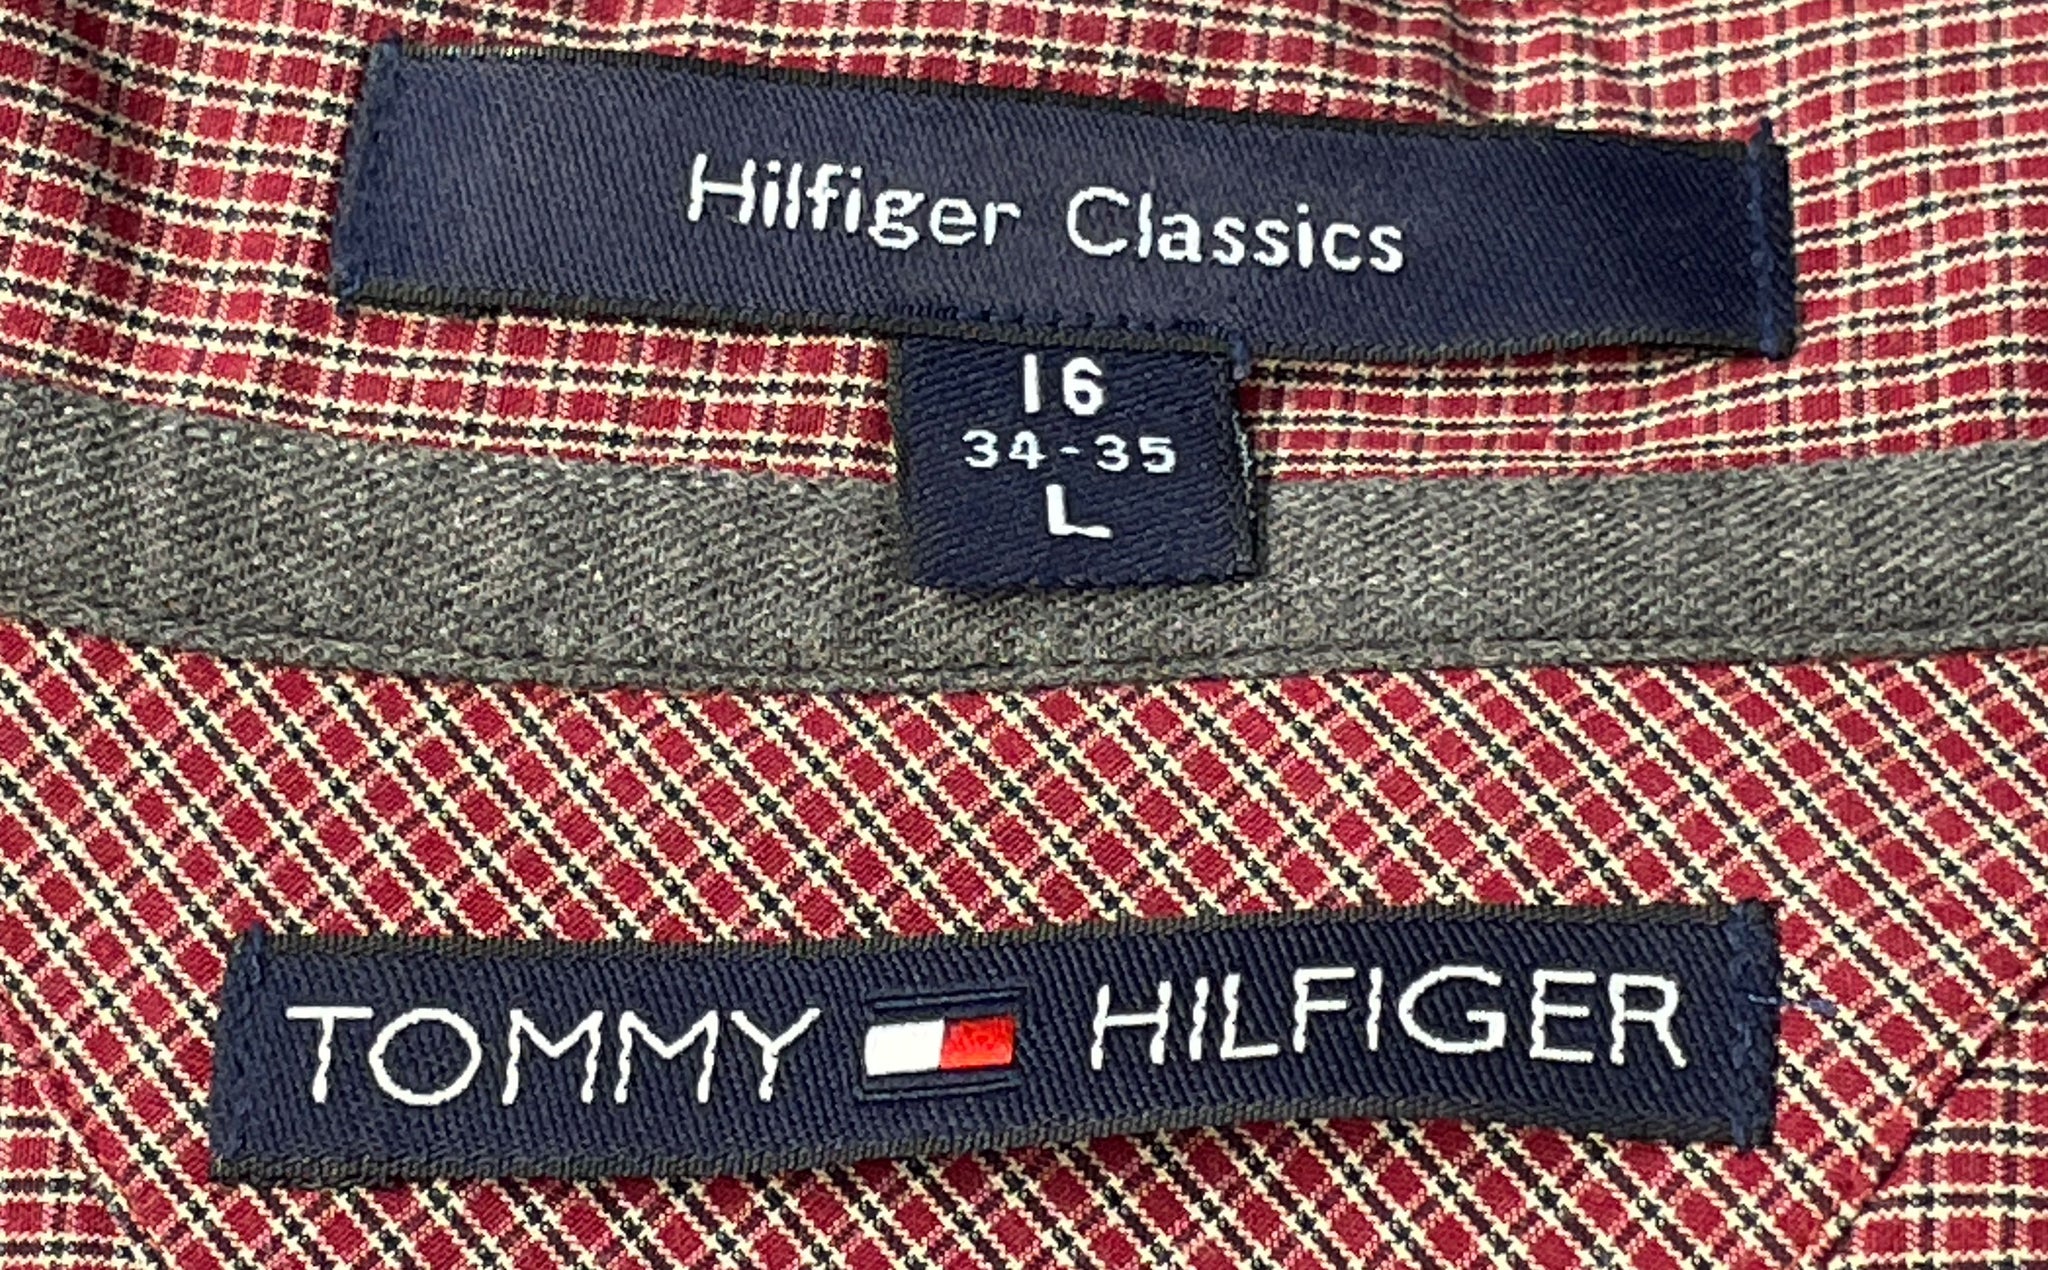 Hilfiger Classics
16
34-35
L
TOMMY HILFIGER